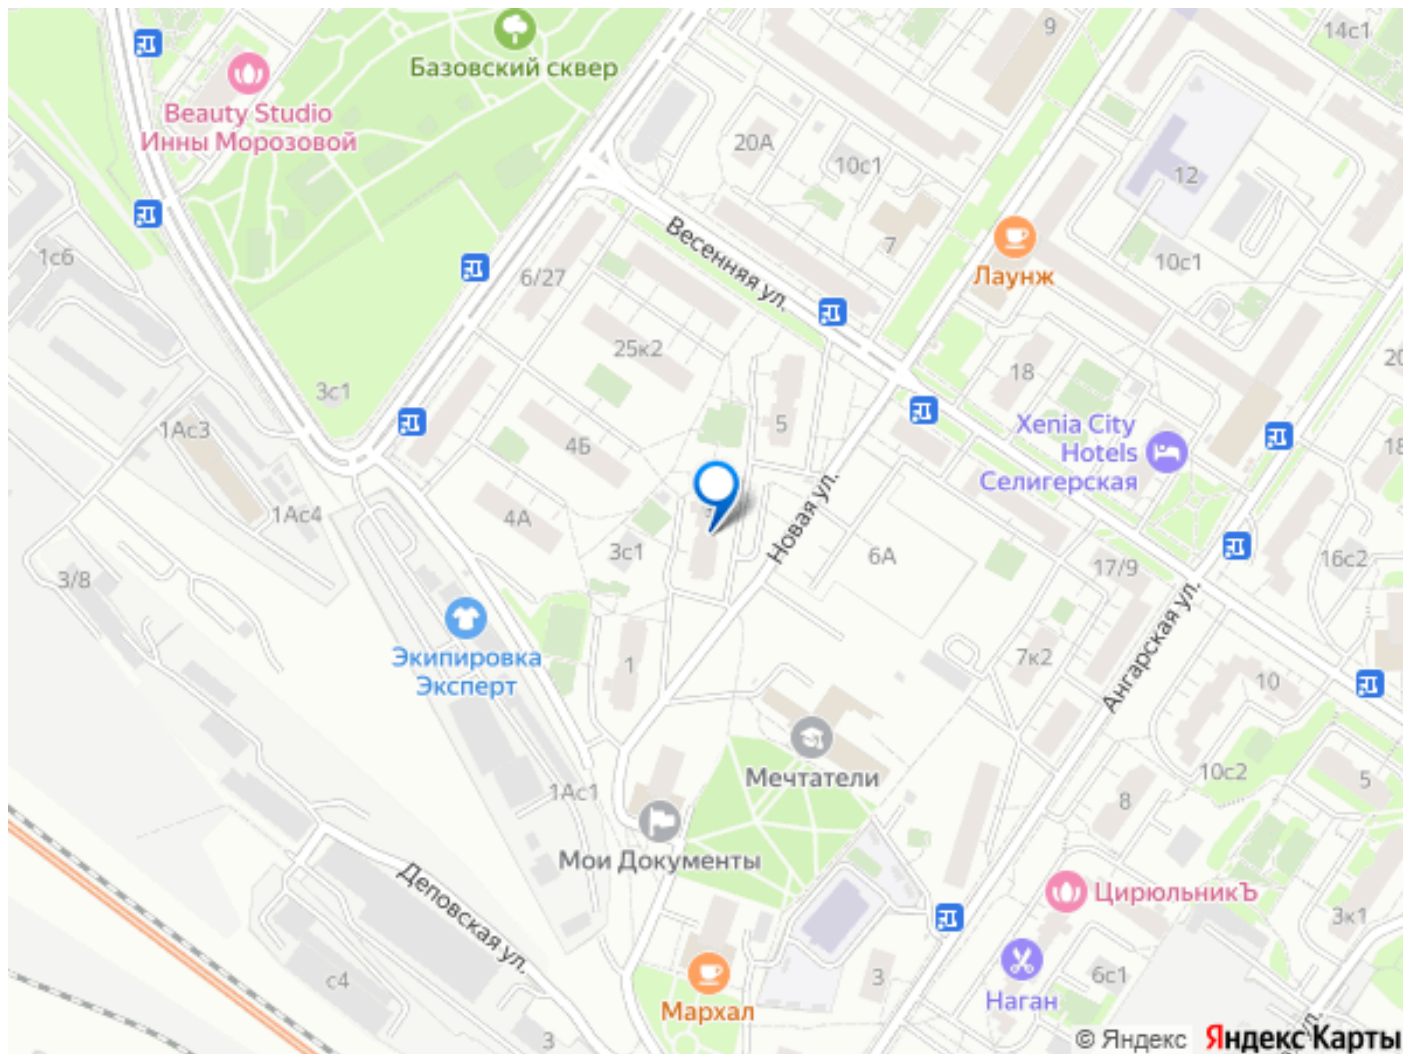 9
14с1
Базовский сквер
Beauty Studio
Инны Морозовой
20А
10с1
12
Весенняя ул.
7
Лаунж
10с1
1с6
6/27
25к2
18
20
3с1
5
Xenia City
Hotels
Селигерская
1Ас3
4Б
18
1Ас4
4А
3с1
Новая ул.
6А
17/9
16с2
3/8
Экипировка
Эксперт
1
7к2
Ангарская ул.
10
Мечтатели
10с2
5
1Ас1
8
Мои Документы
Деповская ул.
ЦирюльникЪ
3к1
с4
Мархал
3
Наган
6с1
3
© Яндекс
Яндекс Карты